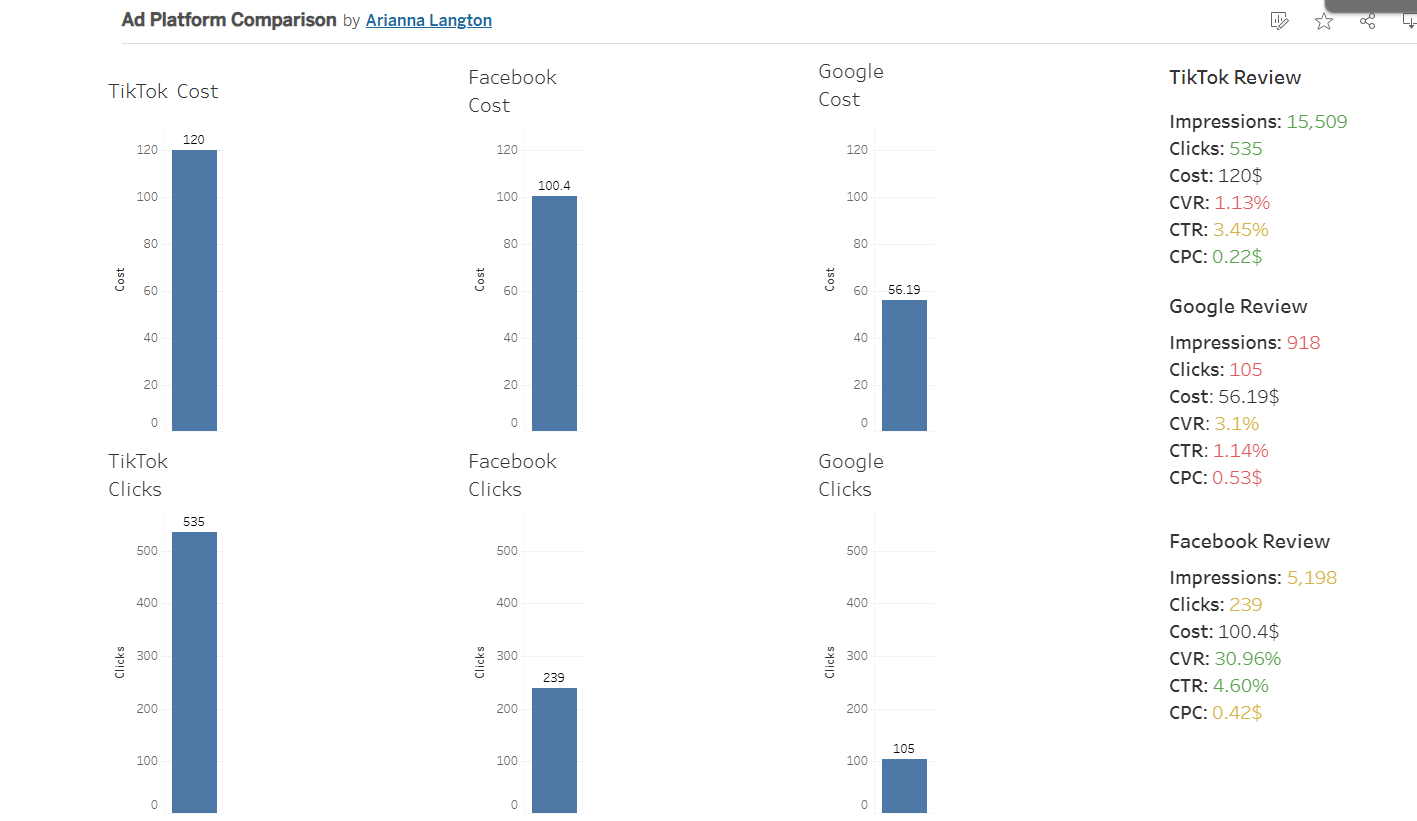 Ad Platform Comparison by Arianna Langton
TikTok Cost
120
100
80
60
40
20
0
Cost
120
Facebook
Cost
120
100
80
60
40
20
0
Cost
100.4
Google
Cost
120
100
80
60
40
20
0
Cost
56.19
TikTok
Clicks
500
400
300
200
100
0
Clicks
535
Facebook
Clicks
500
400
300
200
100
0
Clicks
239
Google
Clicks
500
400
300
200
100
0
Clicks
105
TikTok Review
Impressions: 15,509
Clicks: 535
Cost: 120$
CVR: 1.13%
CTR: 3.45%
CPC: 0.22$
Google Review
Impressions: 918
Clicks: 105
Cost: 56.19$
CVR: 3.1%
CTR: 1.14%
CPC: 0.53$
Facebook Review
Impressions: 5,198
Clicks: 239
Cost: 100.4$
CVR: 30.96%
CTR: 4.60%
CPC: 0.42$